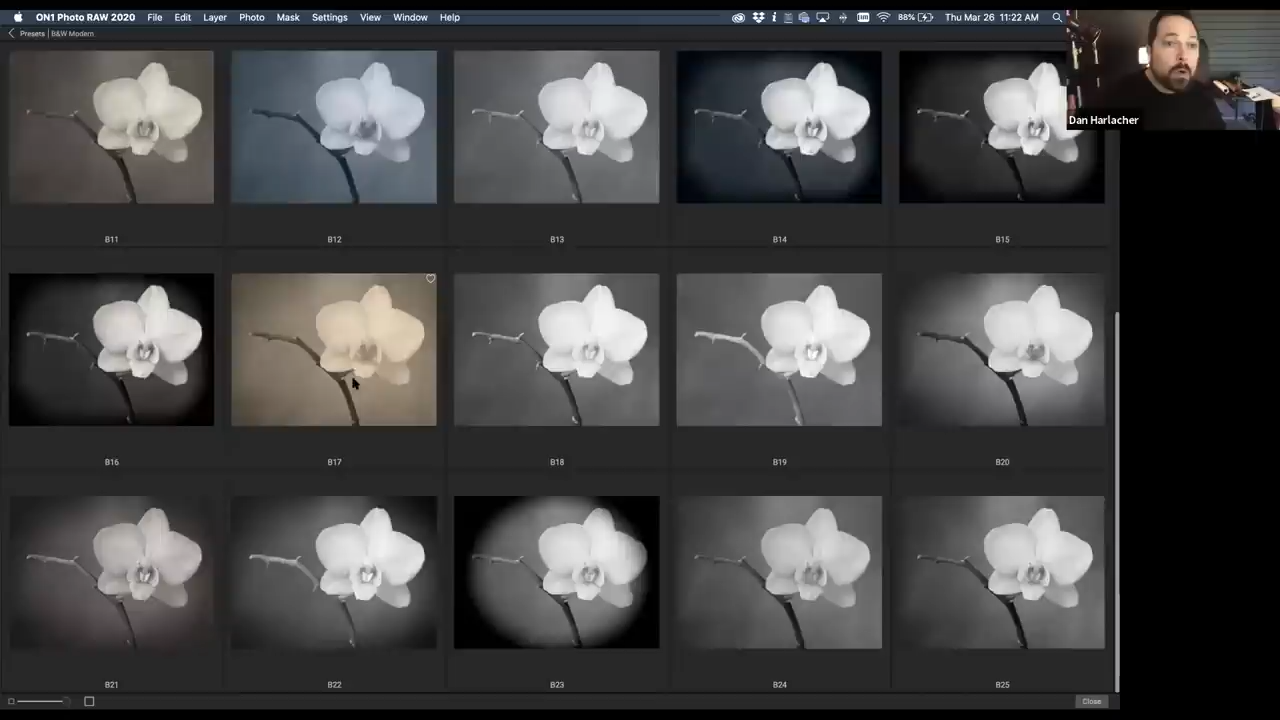 ON1 Photo RAW 2020 File Edit Layer Photo Mask Settings View Window Help 88% Thu Mar 26 11:22 AM
Presets B&W Modern
Dan Harlacher
B11 B12 B13 B14 B15
B16 B17 B18 B19 B20
B21 B22 B23 B24 B25
Close